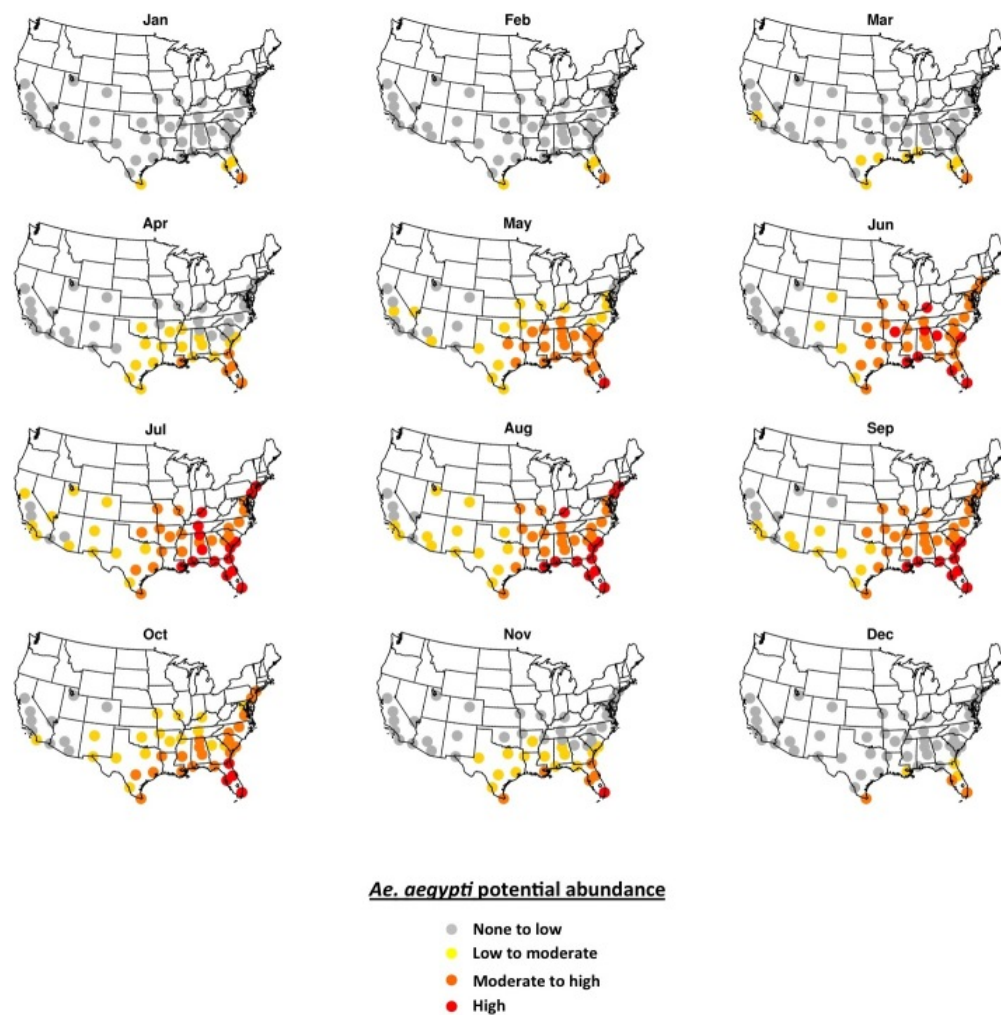 Jan
Feb
Mar
Apr
May
Jun
Jul
Aug
Sep
Oct
Nov
Dec
Ae. aegypti potential abundance
None to low
Low to moderate
Moderate to high
High